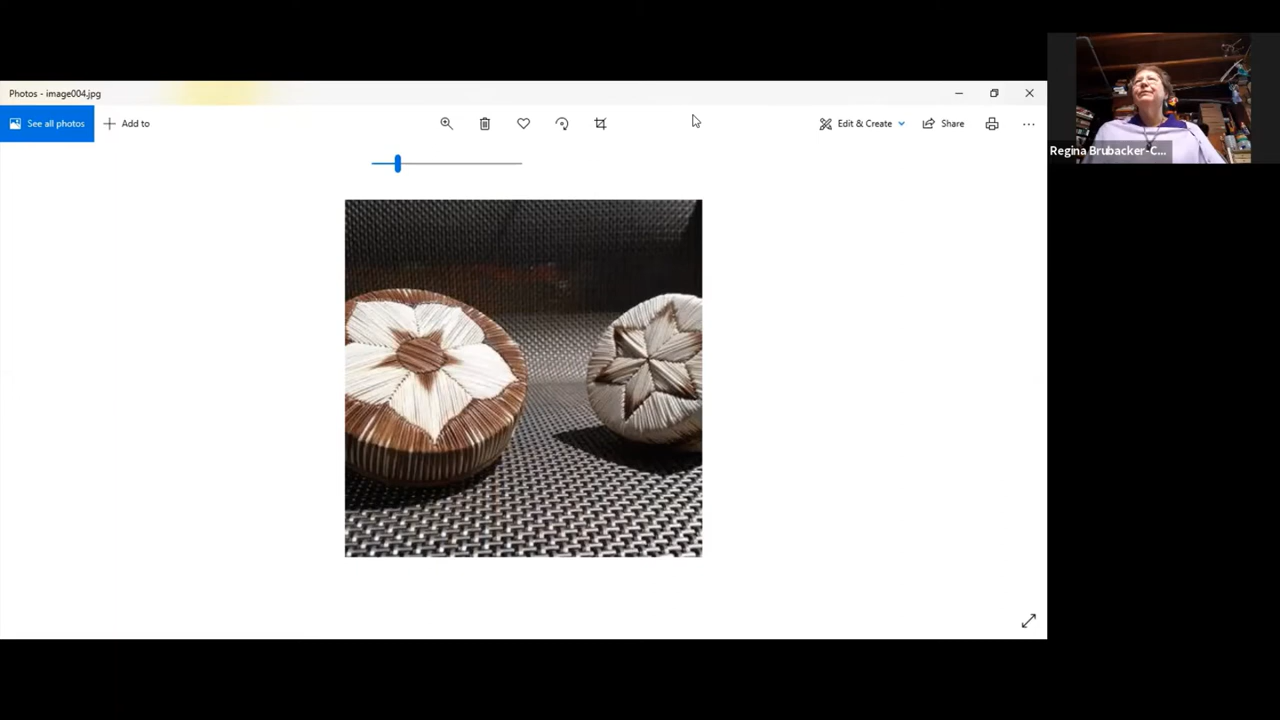 Photos - image004.jpg
See all photos
Add to
Edit & Create
Share
Regina Brubacker-C...